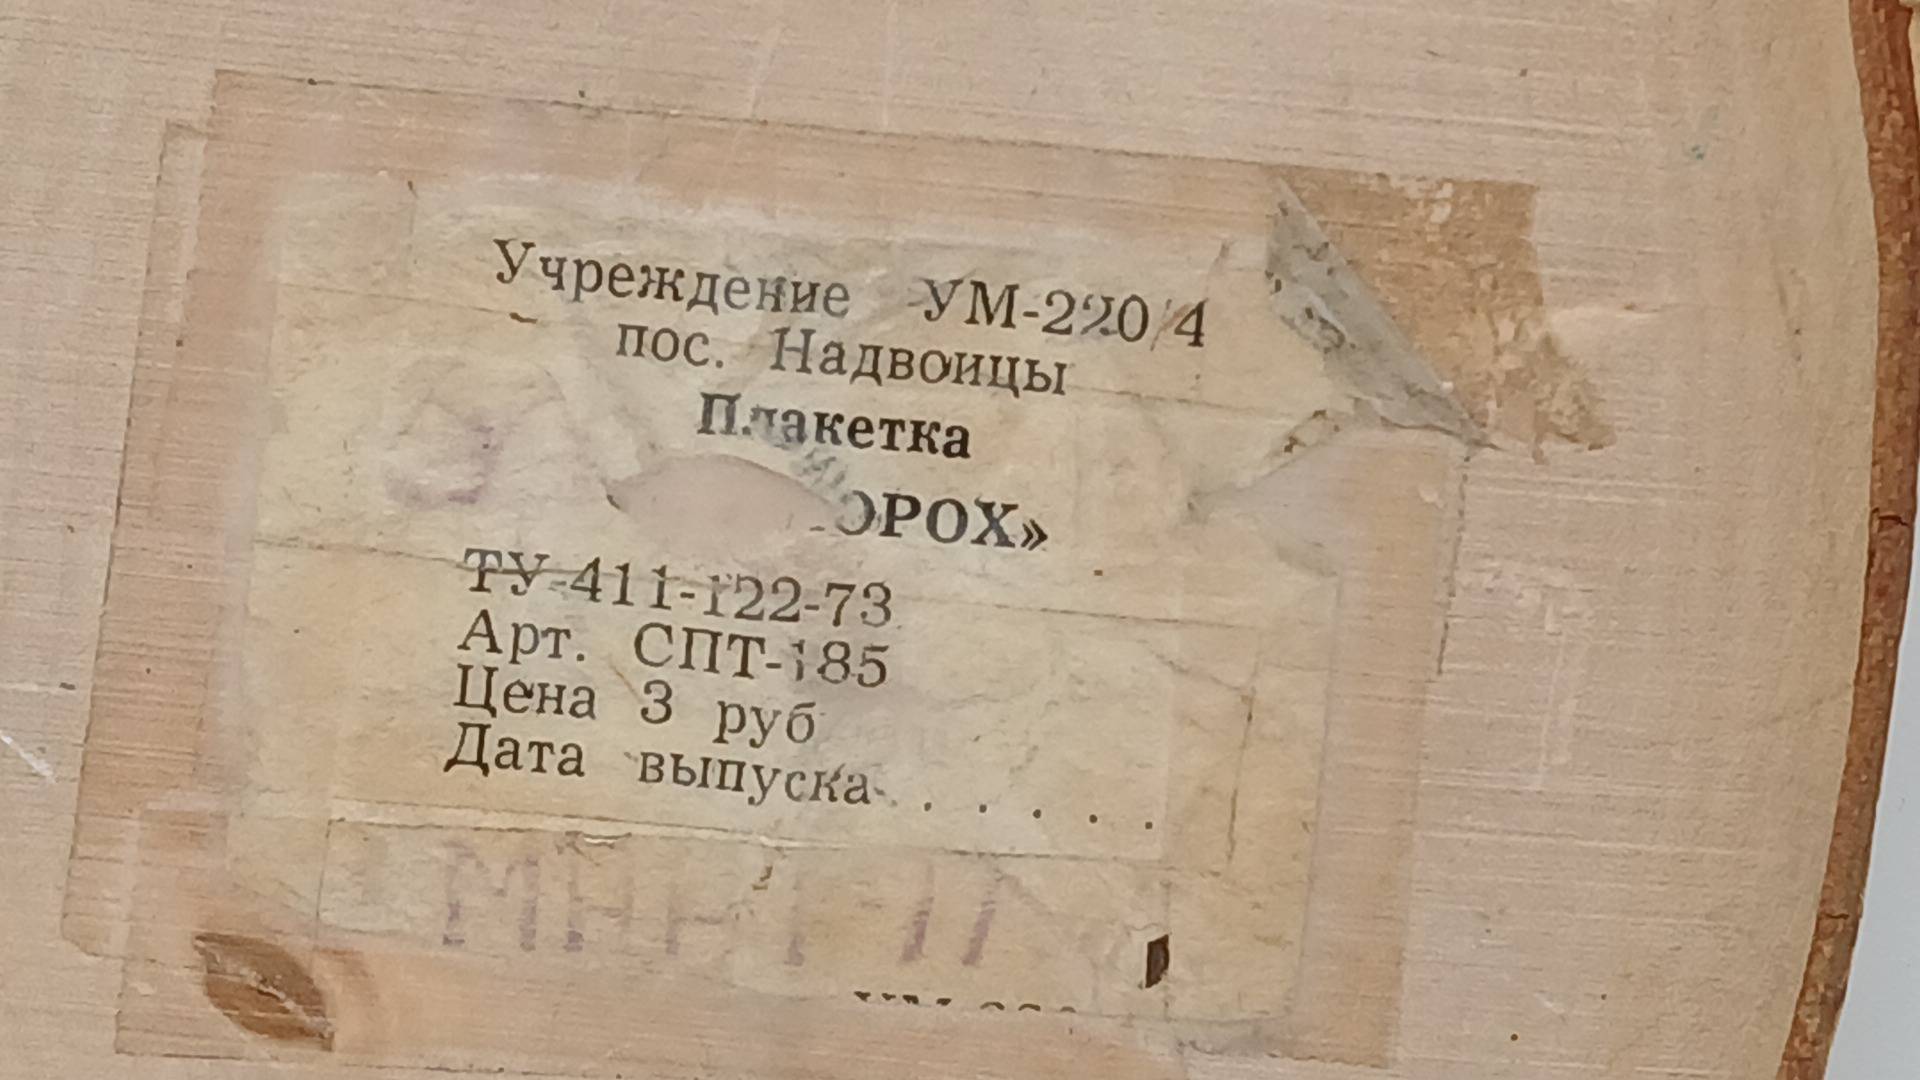 Учреждение УМ-220/4
пос. Надвоицы
Плакетка
ОРОХ»
ТУ-411-122-73
Арт. СПТ-185
Цена 3 руб
Дата выпуска . . . . .